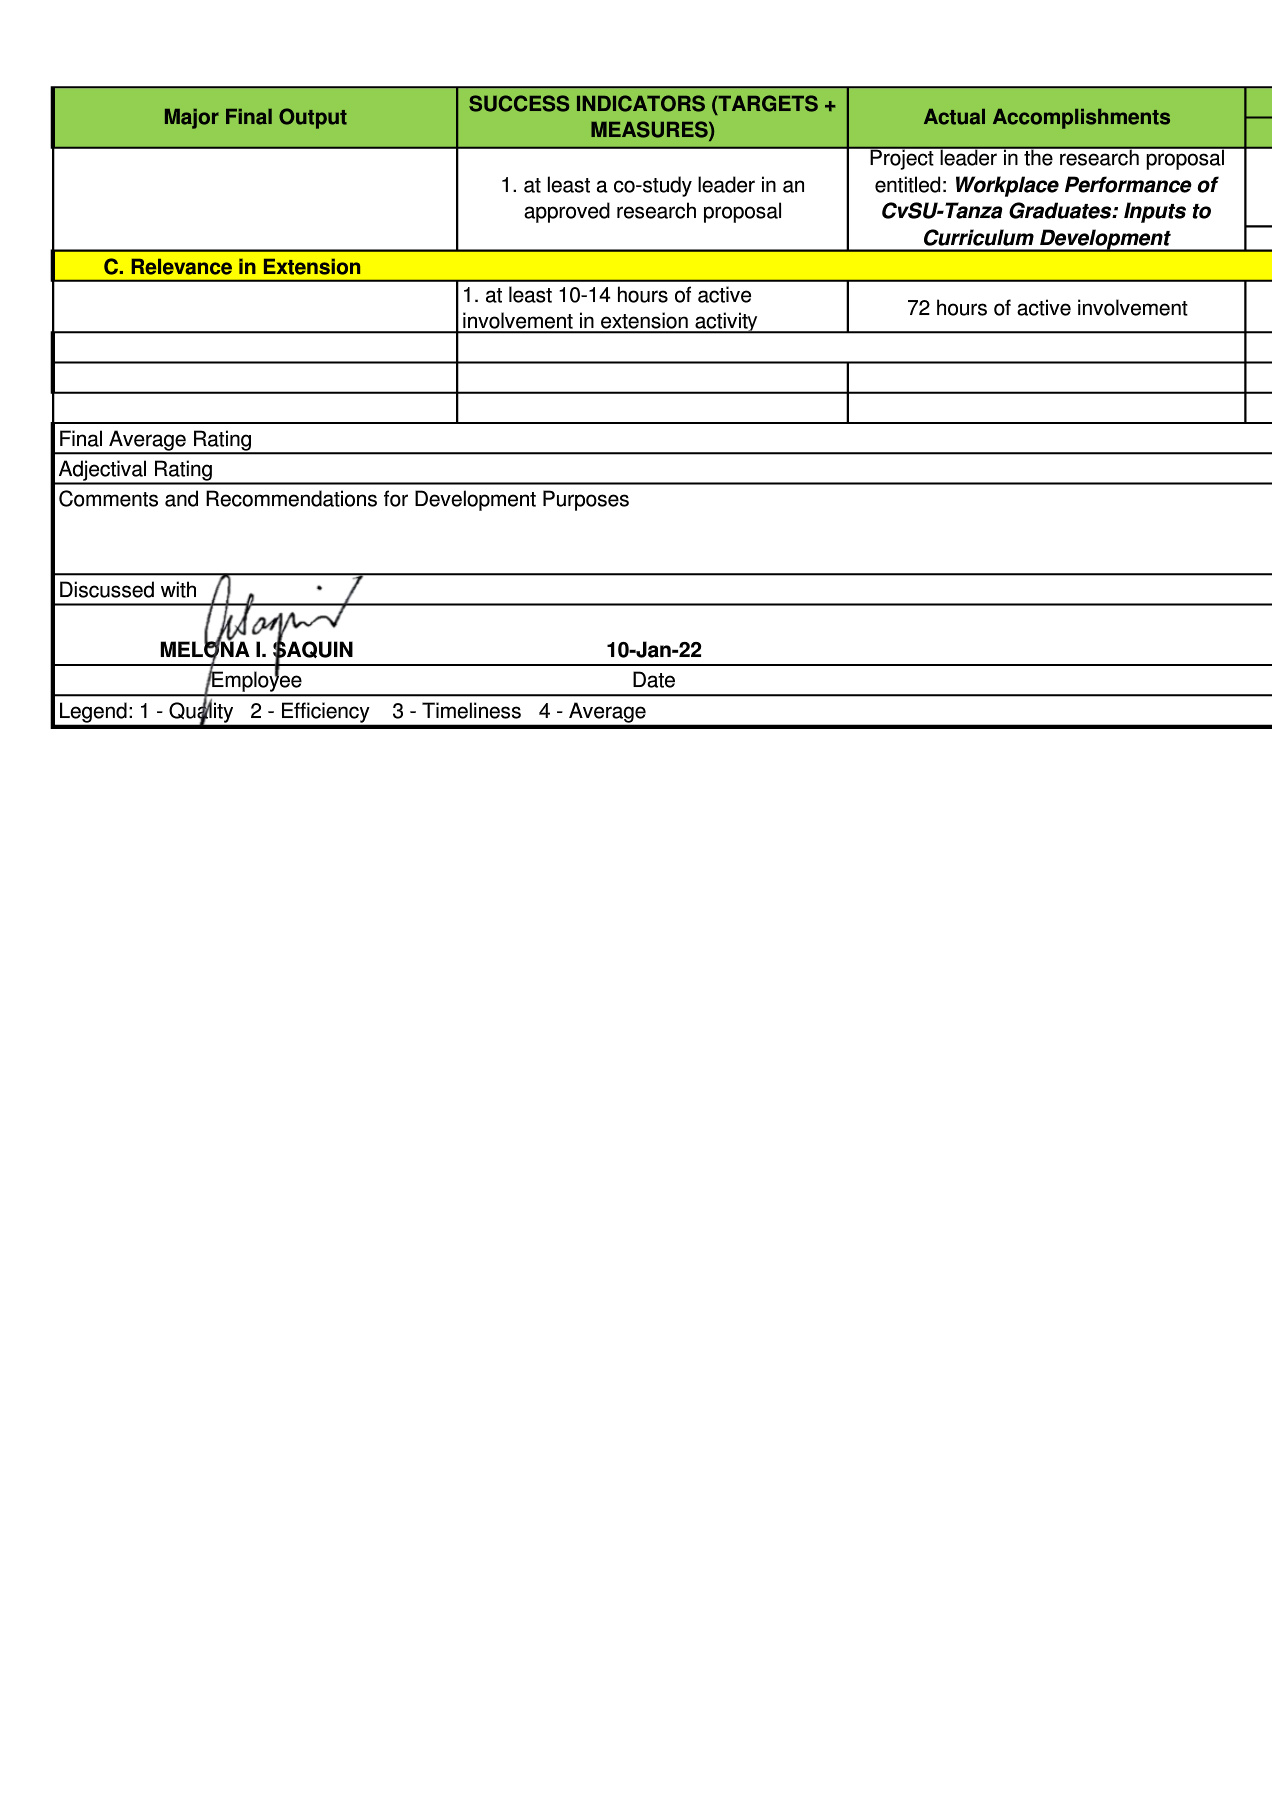 Major Final Output
SUCCESS INDICATORS (TARGETS +
MEASURES)
Actual Accomplishments
1. at least a co-study leader in an
approved research proposal
Project leader in the research proposal
entitled: Workplace Performance of
CvSU-Tanza Graduates: Inputs to
Curriculum Development
C. Relevance in Extension
1. at least 10-14 hours of active
involvement in extension activity
72 hours of active involvement
Final Average Rating
Adjectival Rating
Comments and Recommendations for Development Purposes
Discussed with
MELONA I. SAQUIN
10-Jan-22
Employee
Date
Legend: 1 - Quality 2 - Efficiency 3 - Timeliness 4 - Average